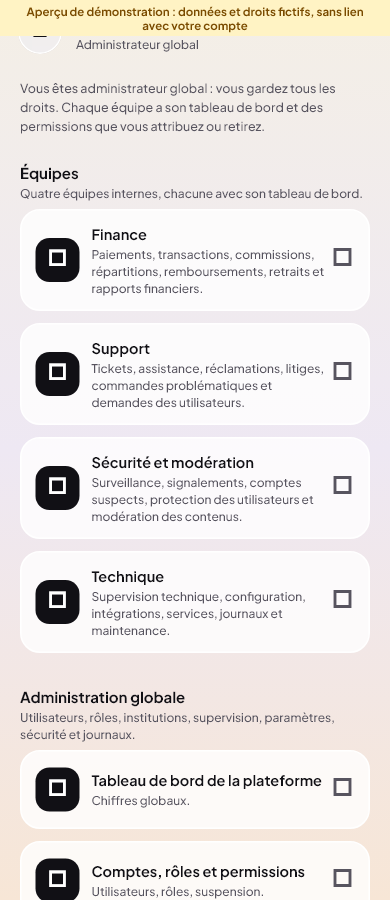 Aperçu de démonstration : données et droits fictifs, sans lien
avec votre compte
Administrateur global
Vous êtes administrateur global : vous gardez tous les
droits. Chaque équipe a son tableau de bord et des
permissions que vous attribuez ou retirez.
Équipes
Quatre équipes internes, chacune avec son tableau de bord.
Finance
Paiements, transactions, commissions,
répartitions, remboursements, retraits et
rapports financiers.
Support
Tickets, assistance, réclamations, litiges,
commandes problématiques et
demandes des utilisateurs.
Sécurité et modération
Surveillance, signalements, comptes
suspects, protection des utilisateurs et
modération des contenus.
Technique
Supervision technique, configuration,
intégrations, services, journaux et
maintenance.
Administration globale
Utilisateurs, rôles, institutions, supervision, paramètres,
sécurité et journaux.
Tableau de bord de la plateforme
Chiffres globaux.
Comptes, rôles et permissions
Utilisateurs, rôles, suspension.